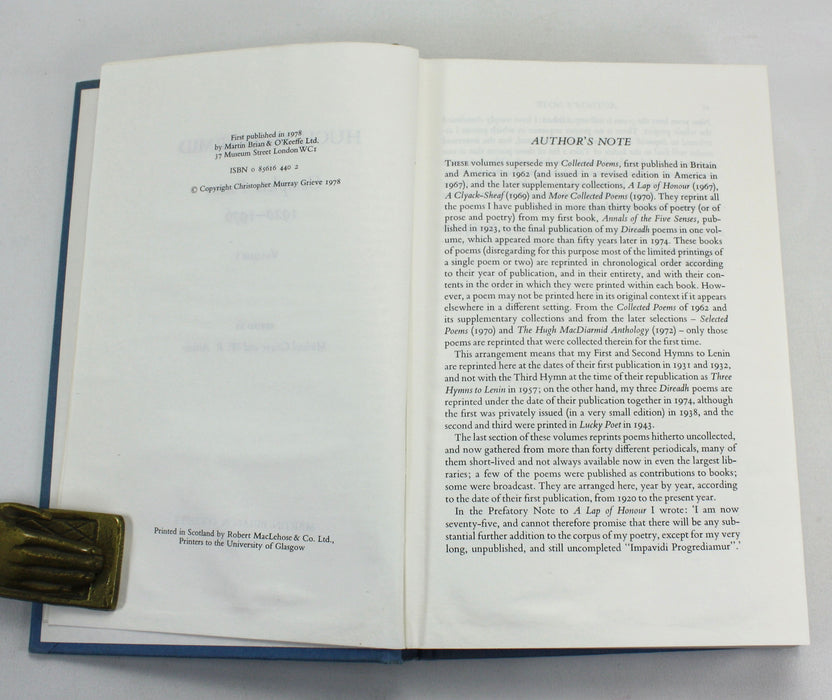 First published in 1978
by Martin Brian & O'Keeffe Ltd.
37 Museum Street London WC1
ISBN 0 85616 440 2
© Copyright Christopher Murray Grieve 1978
Printed in Scotland by Robert MacLehose & Co. Ltd.,
Printers to the University of Glasgow
AUTHOR'S NOTE
THESE volumes supersede my Collected Poems, first published in Britain
and America in 1962 (and issued in a revised edition in America in
1967), and the later supplementary collections, A Lap of Honour (1967),
A Clyack-Sheaf (1969) and More Collected Poems (1970). They reprint all
the poems I have published in more than thirty books of poetry (or of
prose and poetry) from my first book, Annals of the Five Senses, pub-
lished in 1923, to the final publication of my Direadh poems in one vol-
ume, which appeared more than fifty years later in 1974. These books
of poems (disregarding for this purpose most of the limited printings of
a single poem or two) are reprinted in chronological order according
to their year of publication, and in their entirety, and with their con-
tents in the order in which they were printed within each book. How-
ever, a poem may not be printed here in its original context if it appears
elsewhere in a different setting. From the Collected Poems of 1962 and
its supplementary collections and from the later selections – Selected
Poems (1970) and The Hugh MacDiarmid Anthology (1972) – only those
poems are reprinted that were collected therein for the first time.
This arrangement means that my First and Second Hymns to Lenin
are reprinted here at the dates of their first publication in 1931 and 1932,
and not with the Third Hymn at the time of their republication as Three
Hymns to Lenin in 1957; on the other hand, my three Direadh poems are
reprinted under the date of their publication together in 1974, although
the first was privately issued (in a very small edition) in 1938, and the
second and third were printed in Lucky Poet in 1943.
The last section of these volumes reprints poems hitherto uncollected,
and now gathered from more than forty different periodicals, many of
them short-lived and not always available now in even the largest lib-
raries; a few of the poems were published as contributions to books;
some were broadcast. They are arranged here, year by year, according
to the date of their first publication, from 1920 to the present year.
In the Prefatory Note to A Lap of Honour I wrote: 'I am now
seventy-five, and cannot therefore promise that there will be any sub-
stantial further addition to the corpus of my poetry, except for my very
long, unpublished, and still uncompleted "Impavidi Progrediamur".'